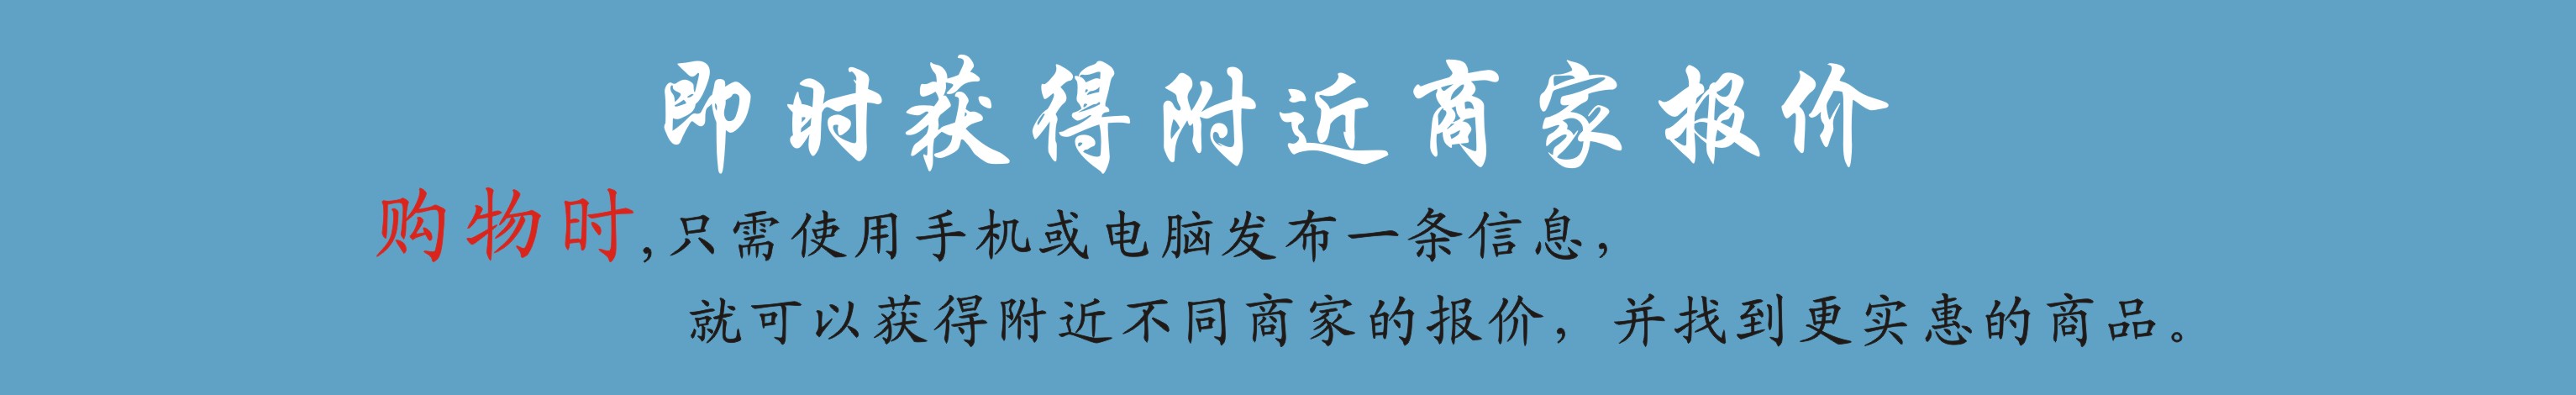 即时获得附近商家报价
购物时,只需使用手机或电脑发布一条信息，
就可以获得附近不同商家的报价，并找到更实惠的商品。